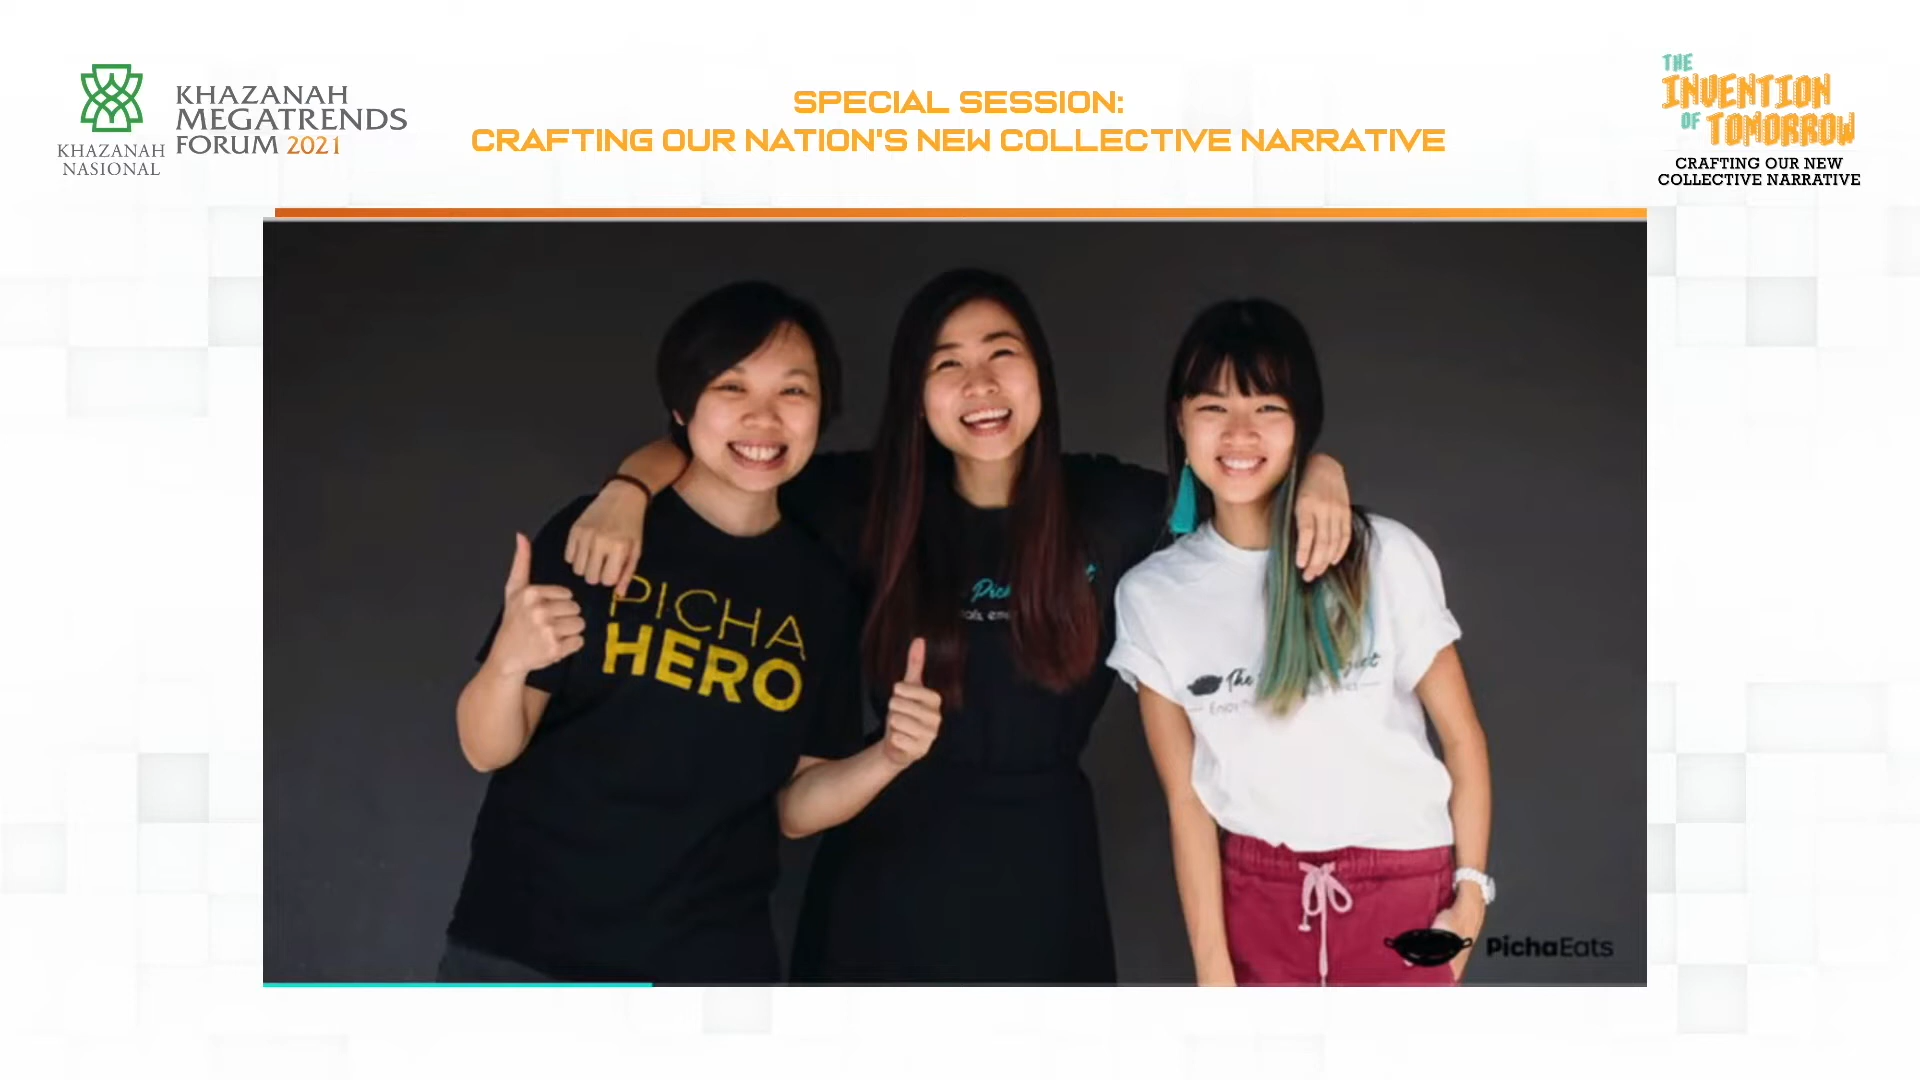 KHAZANAH
NASIONAL
KHAZANAH
MEGATRENDS
FORUM 2021
SPECIAL SESSION:
CRAFTING OUR NATION'S NEW COLLECTIVE NARRATIVE
THE
INVENTION
OF TOMORROW
CRAFTING OUR NEW
COLLECTIVE NARRATIVE
PICHA
HERO
The
PichaEats